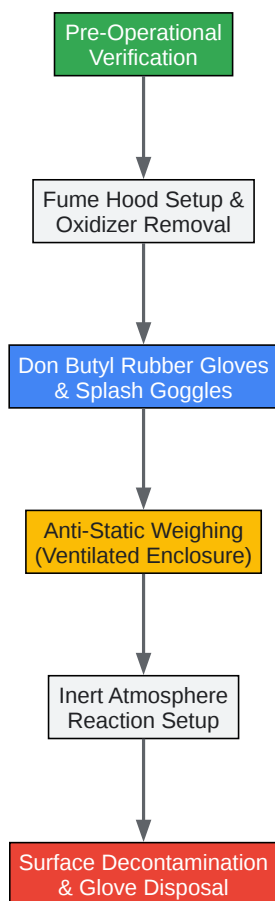 Pre-Operational
Verification
Fume Hood Setup &
Oxidizer Removal
Don Butyl Rubber Gloves
& Splash Goggles
Anti-Static Weighing
(Ventilated Enclosure)
Inert Atmosphere
Reaction Setup
Surface Decontamination
& Glove Disposal